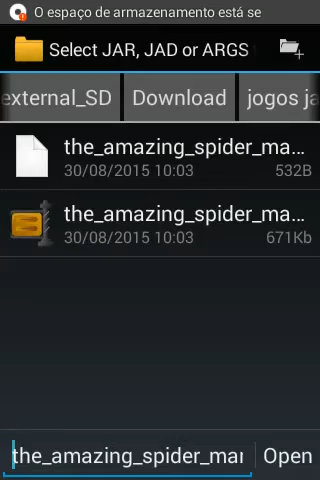 O espaço de armazenamento está se
Select JAR, JAD or ARGS
external_SD
Download
jogos ja
the_amazing_spider_ma...
30/08/2015 10:03
532B
the_amazing_spider_ma...
30/08/2015 10:03
671Kb
the_amazing_spider_mar
Open